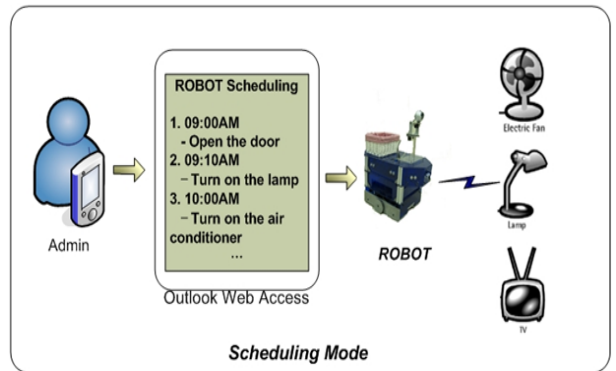 ROBOT Scheduling
1. 09:00AM
- Open the door
2. 09:10AM
– Turn on the lamp
3. 10:00AM
– Turn on the air
conditioner
...
Admin
Outlook Web Access
ROBOT
Electric Fan
Lamp
TV
Scheduling Mode